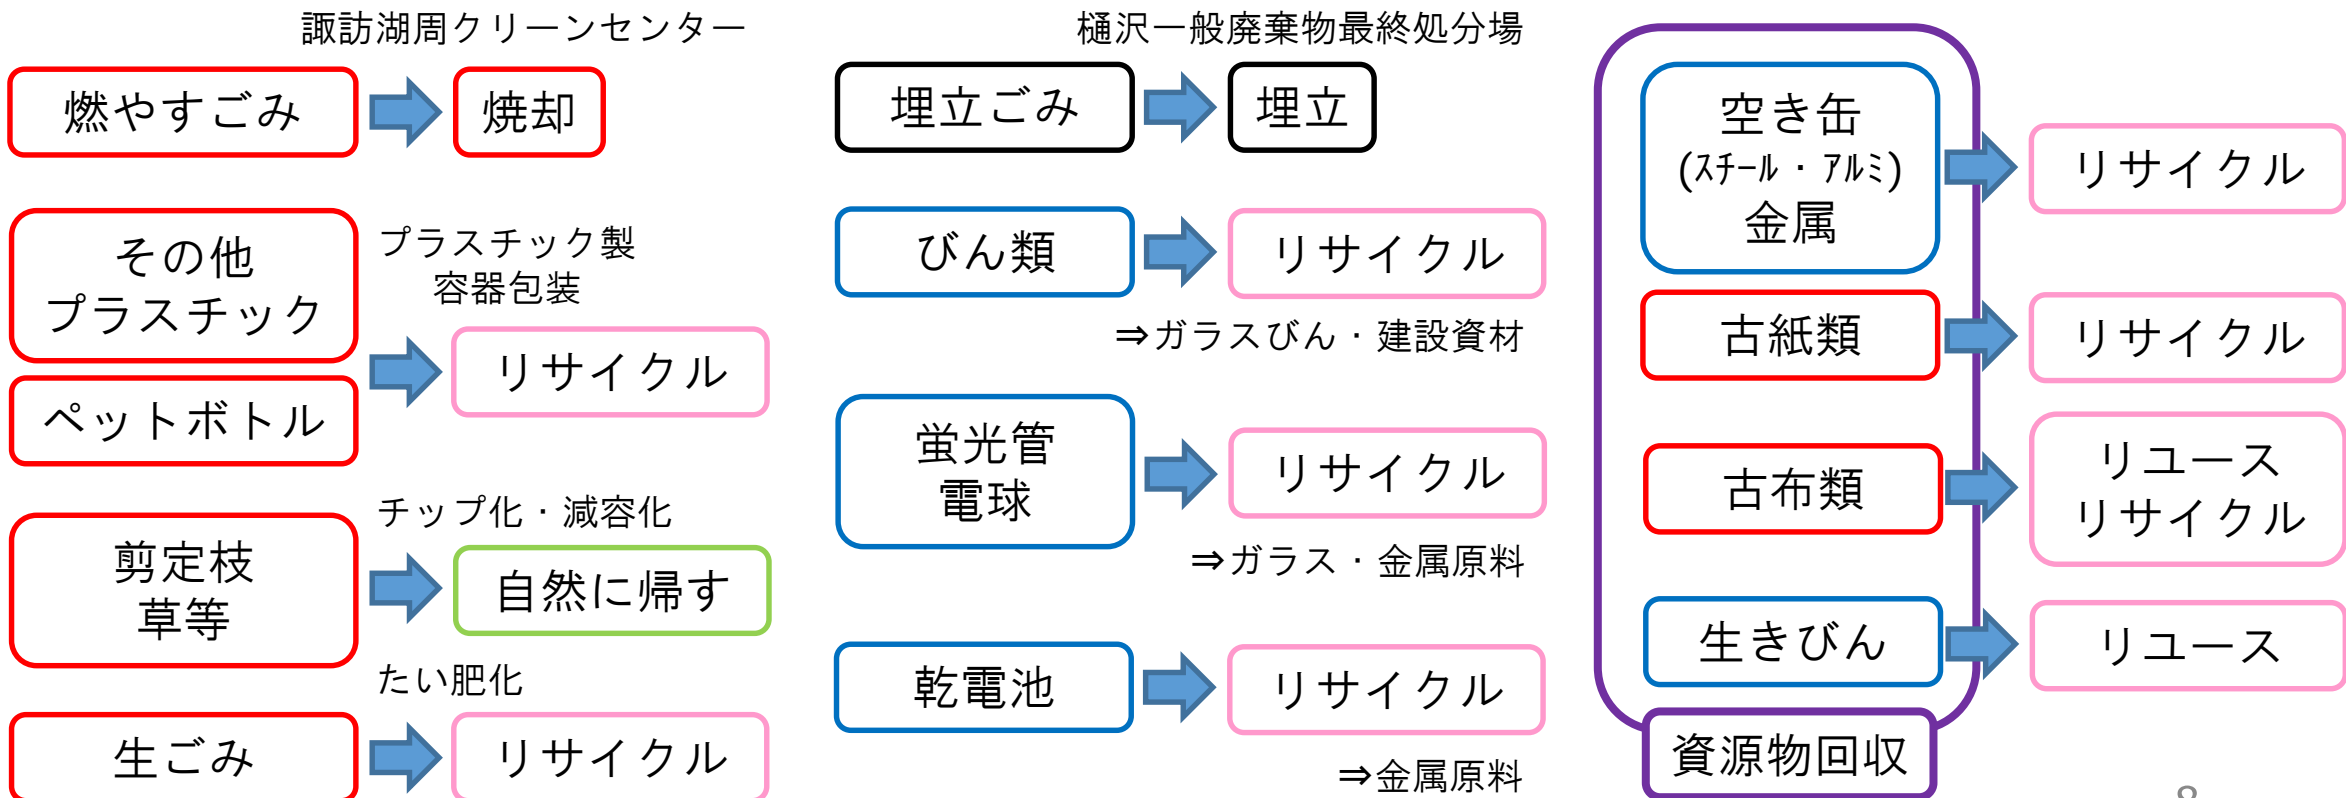 諏訪湖周クリーンセンター
燃やすごみ
焼却
その他
プラスチック
ペットボトル
プラスチック製
容器包装
リサイクル
剪定枝
草等
チップ化・減容化
自然に帰す
生ごみ
たい肥化
リサイクル
樋沢一般廃棄物最終処分場
埋立ごみ
埋立
びん類
リサイクル
⇒ガラスびん・建設資材
蛍光管
電球
リサイクル
⇒ガラス・金属原料
乾電池
リサイクル
⇒金属原料
空き缶
(ｽﾁｰﾙ・ｱﾙﾐ)
金属
リサイクル
古紙類
リサイクル
古布類
リユース
リサイクル
生きびん
リユース
資源物回収